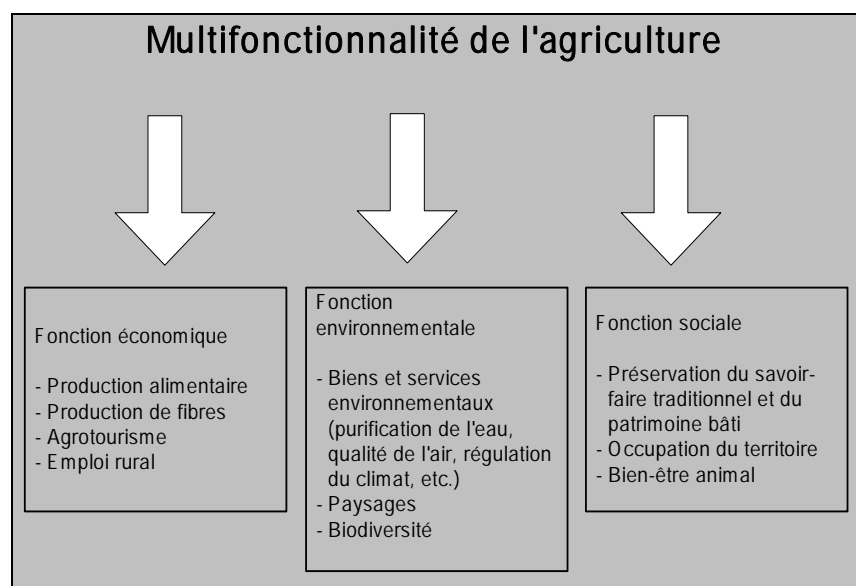 Multifonctionnalité de l'agriculture
Fonction économique
- Production alimentaire
- Production de fibres
- Agrotourisme
- Emploi rural
Fonction
environnementale
- Biens et services
environnementaux
(purification de l'eau,
qualité de l'air, régulation
du climat, etc.)
- Paysages
- Biodiversité
Fonction sociale
- Préservation du savoir-
faire traditionnel et du
patrimoine bâti
- Occupation du territoire
- Bien-être animal